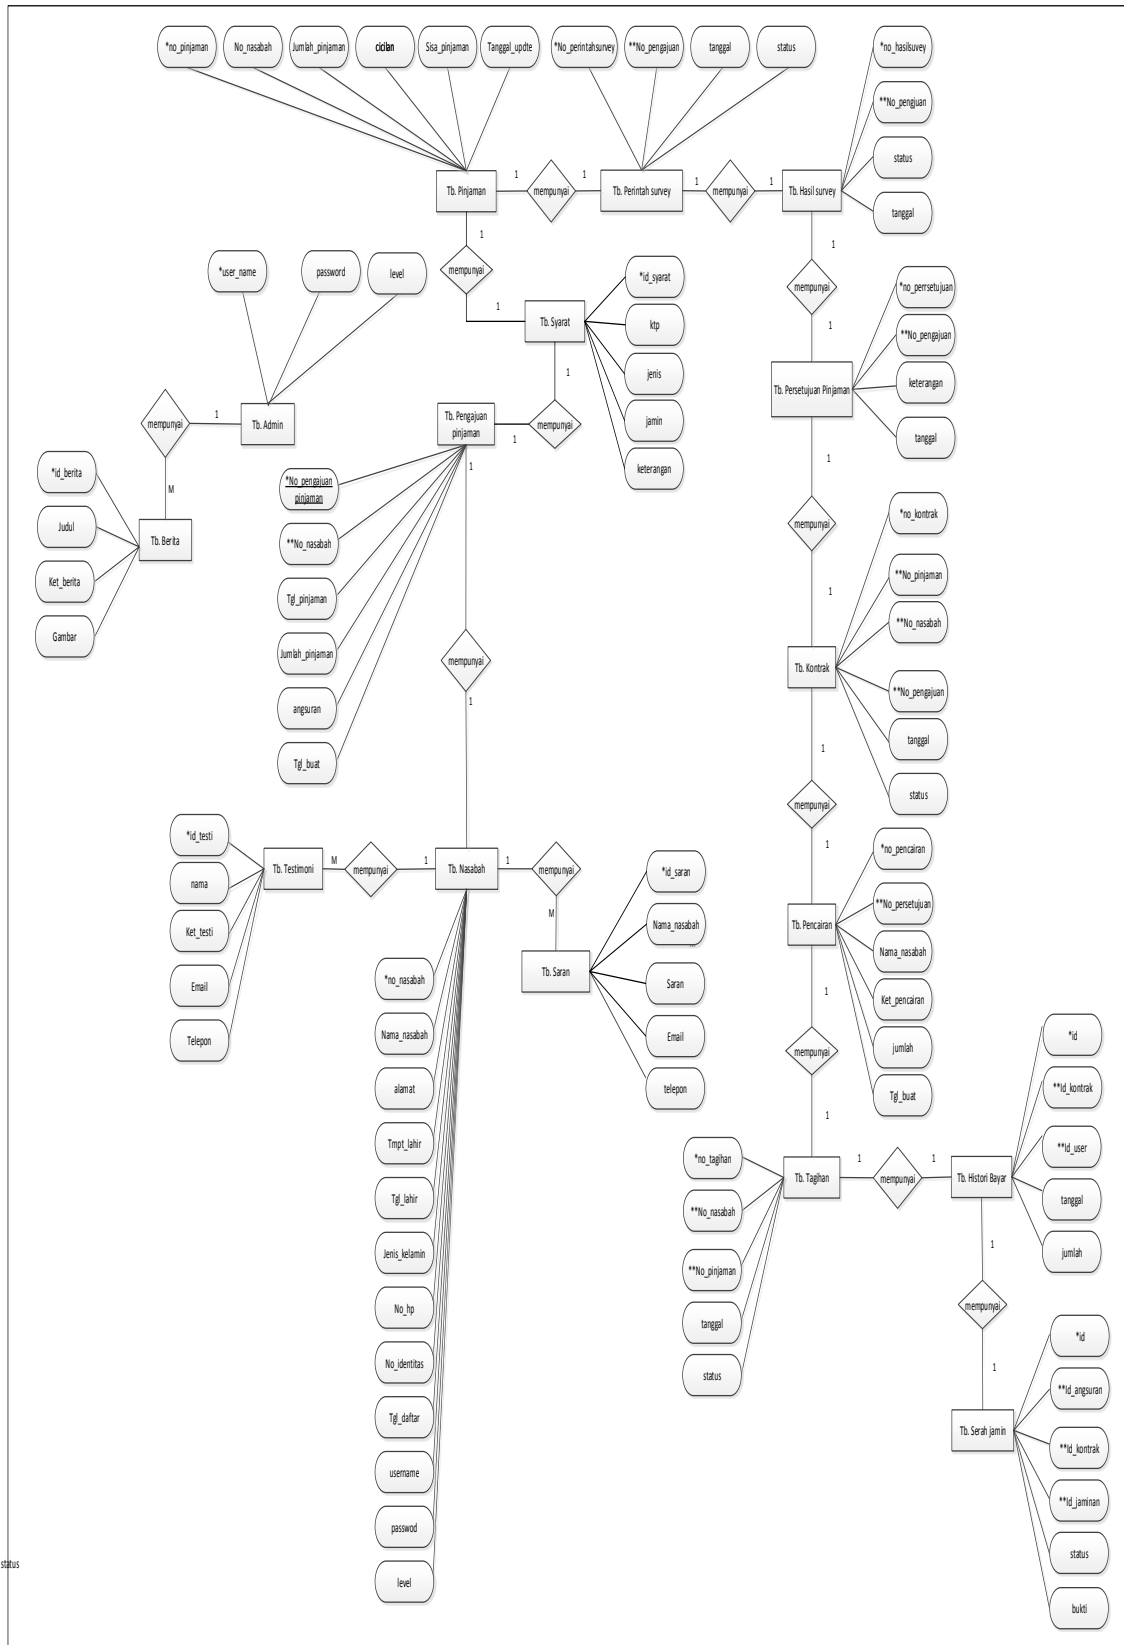 *no_pinjaman
No_nasabah
Jumlah_pinjaman
cicilan
Sisa_pinjaman
Tanggal_updte
*No_perintahsurvey
**No_pengajuan
tanggal
status
*no_hasilsuvey
**No_pengjuan
status
tanggal
Tb. Pinjaman
1
mempunyai
1
Tb. Perintah survey
1
mempunyai
1
Tb. Hasil survey
1
mempunyai
1
1
mempunyai
1
*user_name
password
level
Tb. Syarat
*id_syarat
ktp
jenis
jamin
keterangan
*no_perrsetujuan
**No_pengajuan
keterangan
tanggal
Tb. Persetujuan Pinjaman
mempunyai
1
Tb. Admin
Tb. Pengajuan
pinjaman
1
mempunyai
1
M
*id_berita
Judul
Ket_berita
Gambar
Tb. Berita
*No_pengajuan
pinjaman
**No_nasabah
Tgl_pinjaman
Jumlah_pinjaman
angsuran
Tgl_buat
1
mempunyai
1
1
mempunyai
1
*no_kontrak
**No_pinjaman
**No_nasabah
**No_pengajuan
tanggal
status
Tb. Kontrak
1
mempunyai
1
*id_testi
nama
Ket_testi
Email
Telepon
Tb. Testimoni
M
mempunyai
1
Tb. Nasabah
1
mempunyai
M
Tb. Saran
*id_saran
Nama_nasabah
Saran
Email
telepon
*no_pencairan
**No_persetujuan
Nama_nasabah
Ket_pencairan
jumlah
Tgl_buat
Tb. Pencairan
1
mempunyai
1
*no_nasabah
Nama_nasabah
alamat
Tmpt_lahir
Tgl_lahir
Jenis_kelamin
No_hp
No_identitas
Tgl_daftar
username
passwod
level
*no_tagihan
**No_nasabah
**No_pinjaman
tanggal
status
Tb. Tagihan
1
mempunyai
1
Tb. Histori Bayar
*id
**Id_kontrak
**Id_user
tanggal
jumlah
1
mempunyai
1
Tb. Serah jamin
*id
**Id_angsuran
**Id_kontrak
**Id_jaminan
status
bukti
status